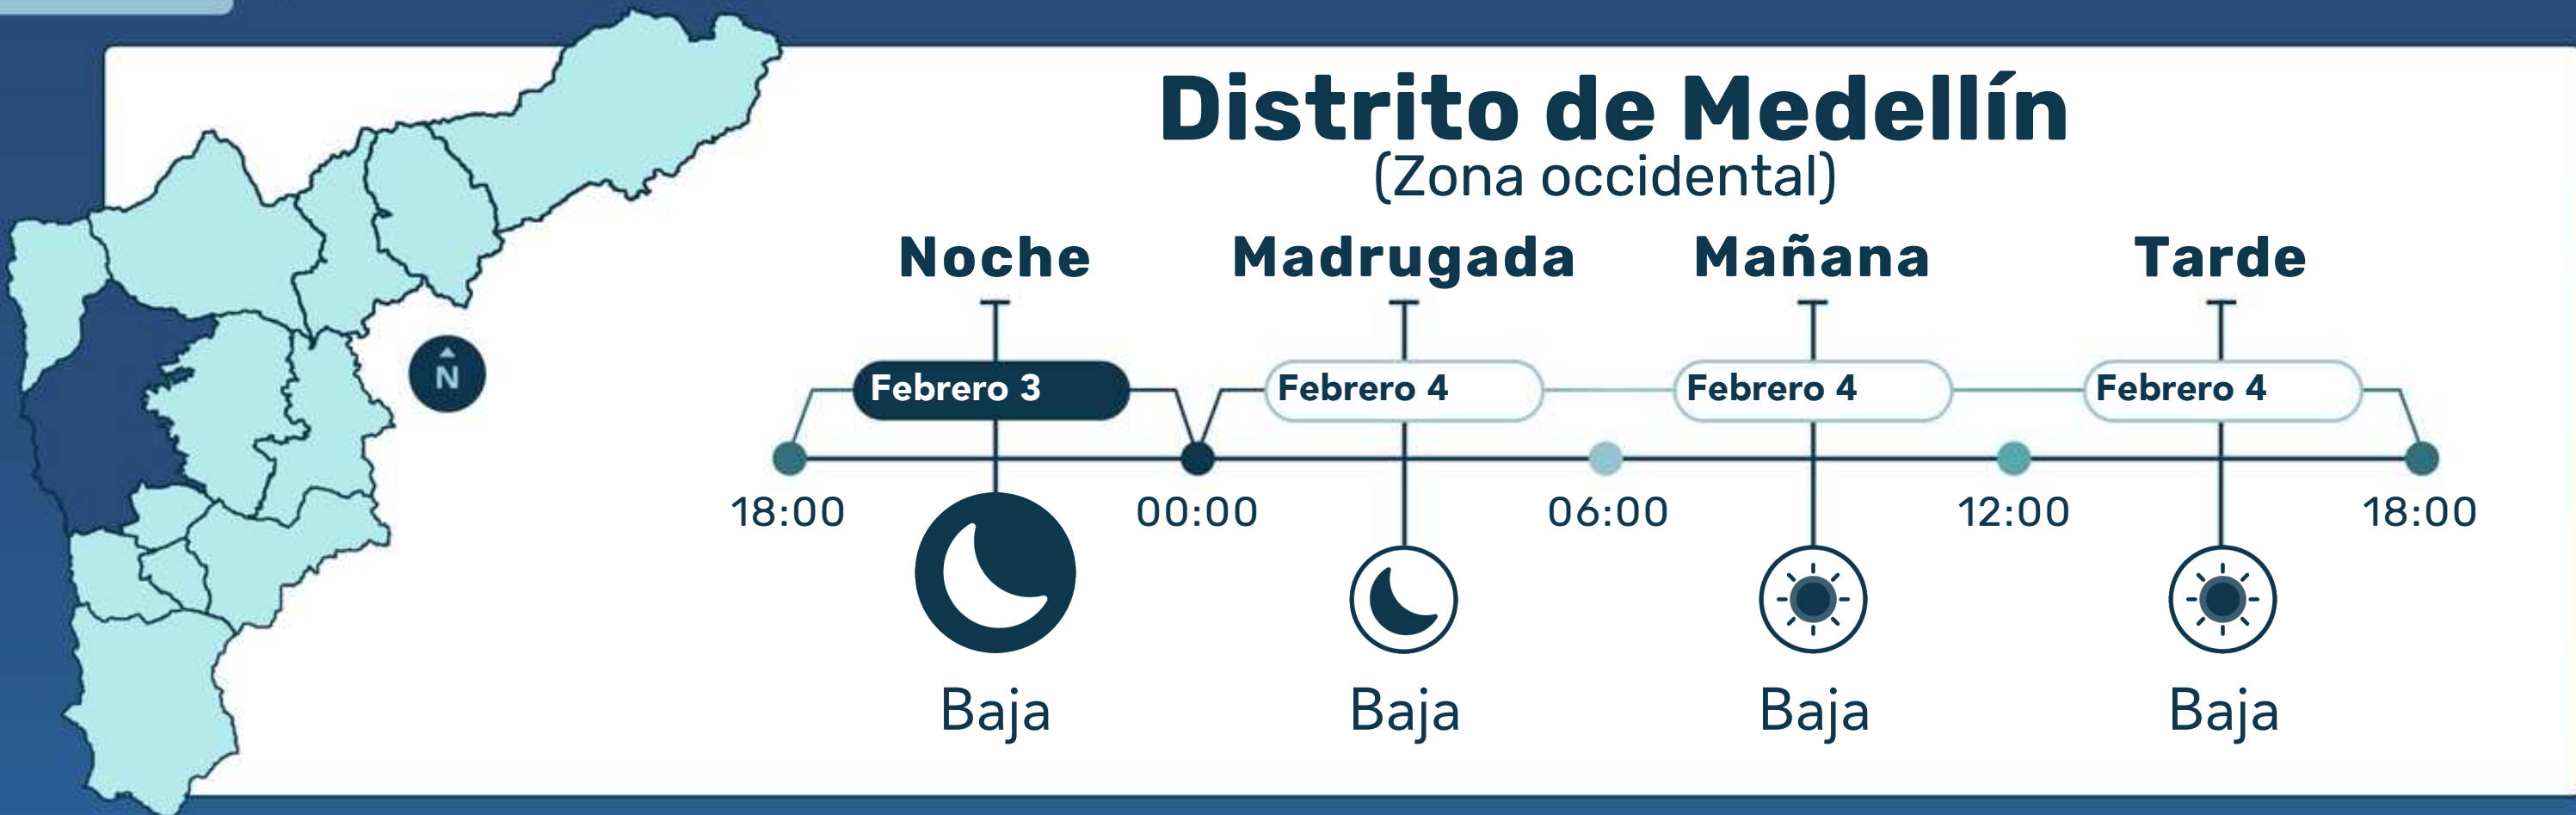 Distrito de Medellín
(Zona occidental)
Noche Madrugada Mañana Tarde
Febrero 3 Febrero 4 Febrero 4 Febrero 4
N
18:00 00:00 06:00 12:00 18:00
Baja Baja Baja Baja